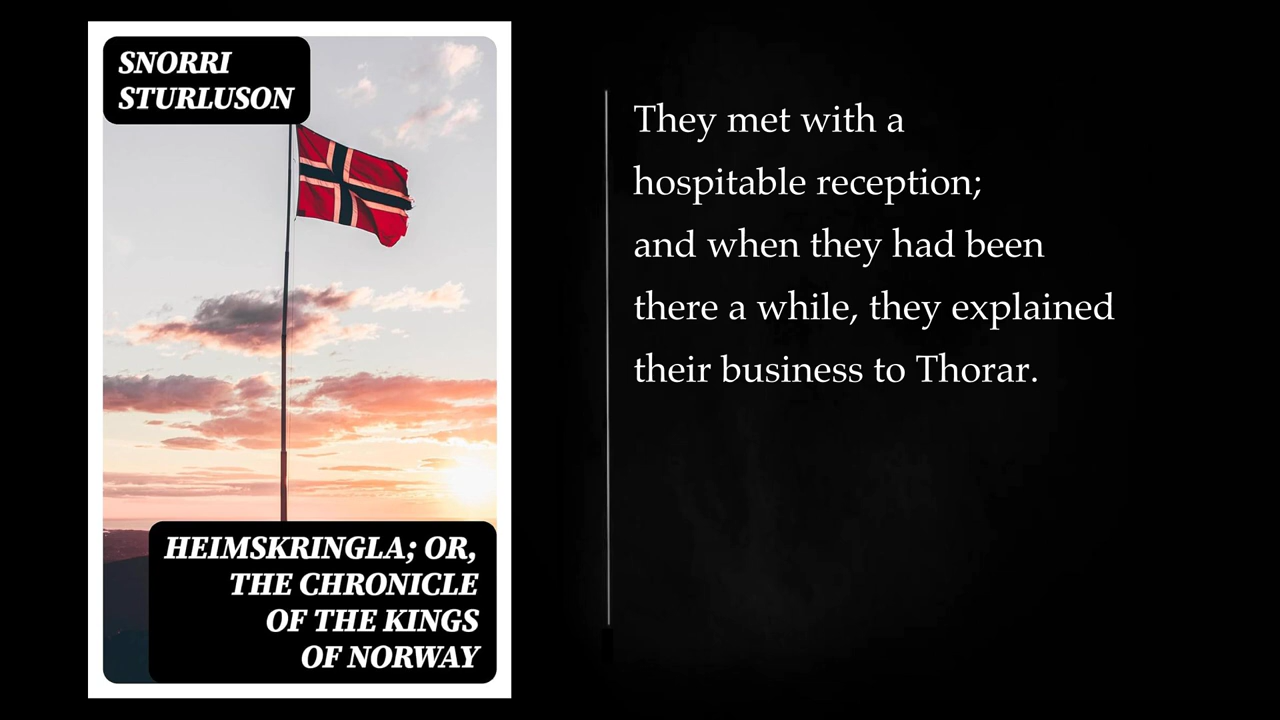 SNORRI
STURLUSON
HEIMSKRINGLA; OR,
THE CHRONICLE
OF THE KINGS
OF NORWAY
They met with a
hospitable reception;
and when they had been
there a while, they explained
their business to Thorar.